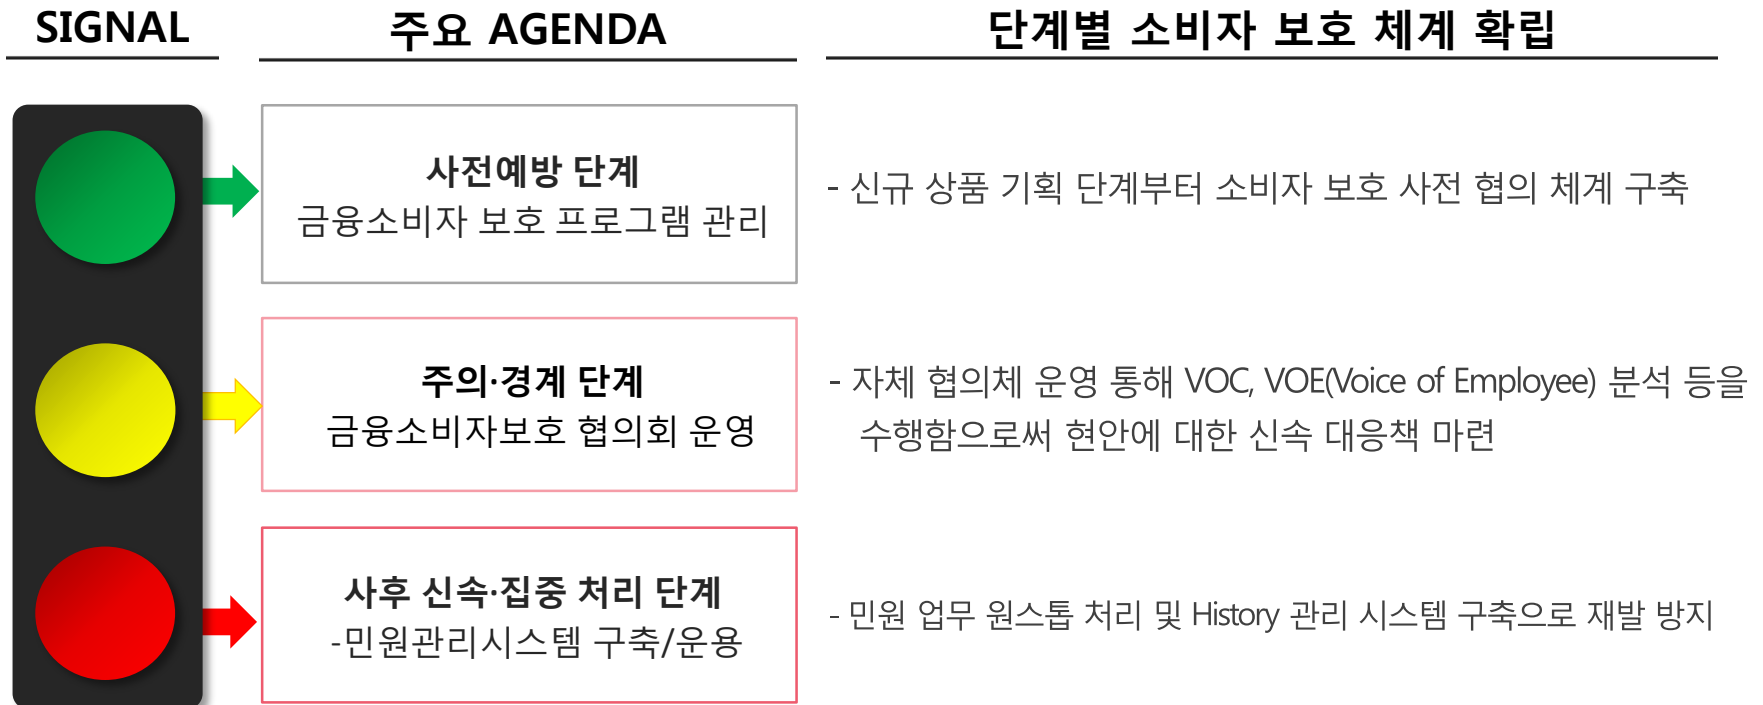 SIGNAL
주요 AGENDA
단계별 소비자 보호 체계 확립
사전예방 단계
금융소비자 보호 프로그램 관리
- 신규 상품 기획 단계부터 소비자 보호 사전 협의 체계 구축
주의·경계 단계
금융소비자보호 협의회 운영
- 자체 협의체 운영 통해 VOC, VOE(Voice of Employee) 분석 등을
수행함으로써 현안에 대한 신속 대응책 마련
사후 신속·집중 처리 단계
-민원관리시스템 구축/운용
- 민원 업무 원스톱 처리 및 History 관리 시스템 구축으로 재발 방지